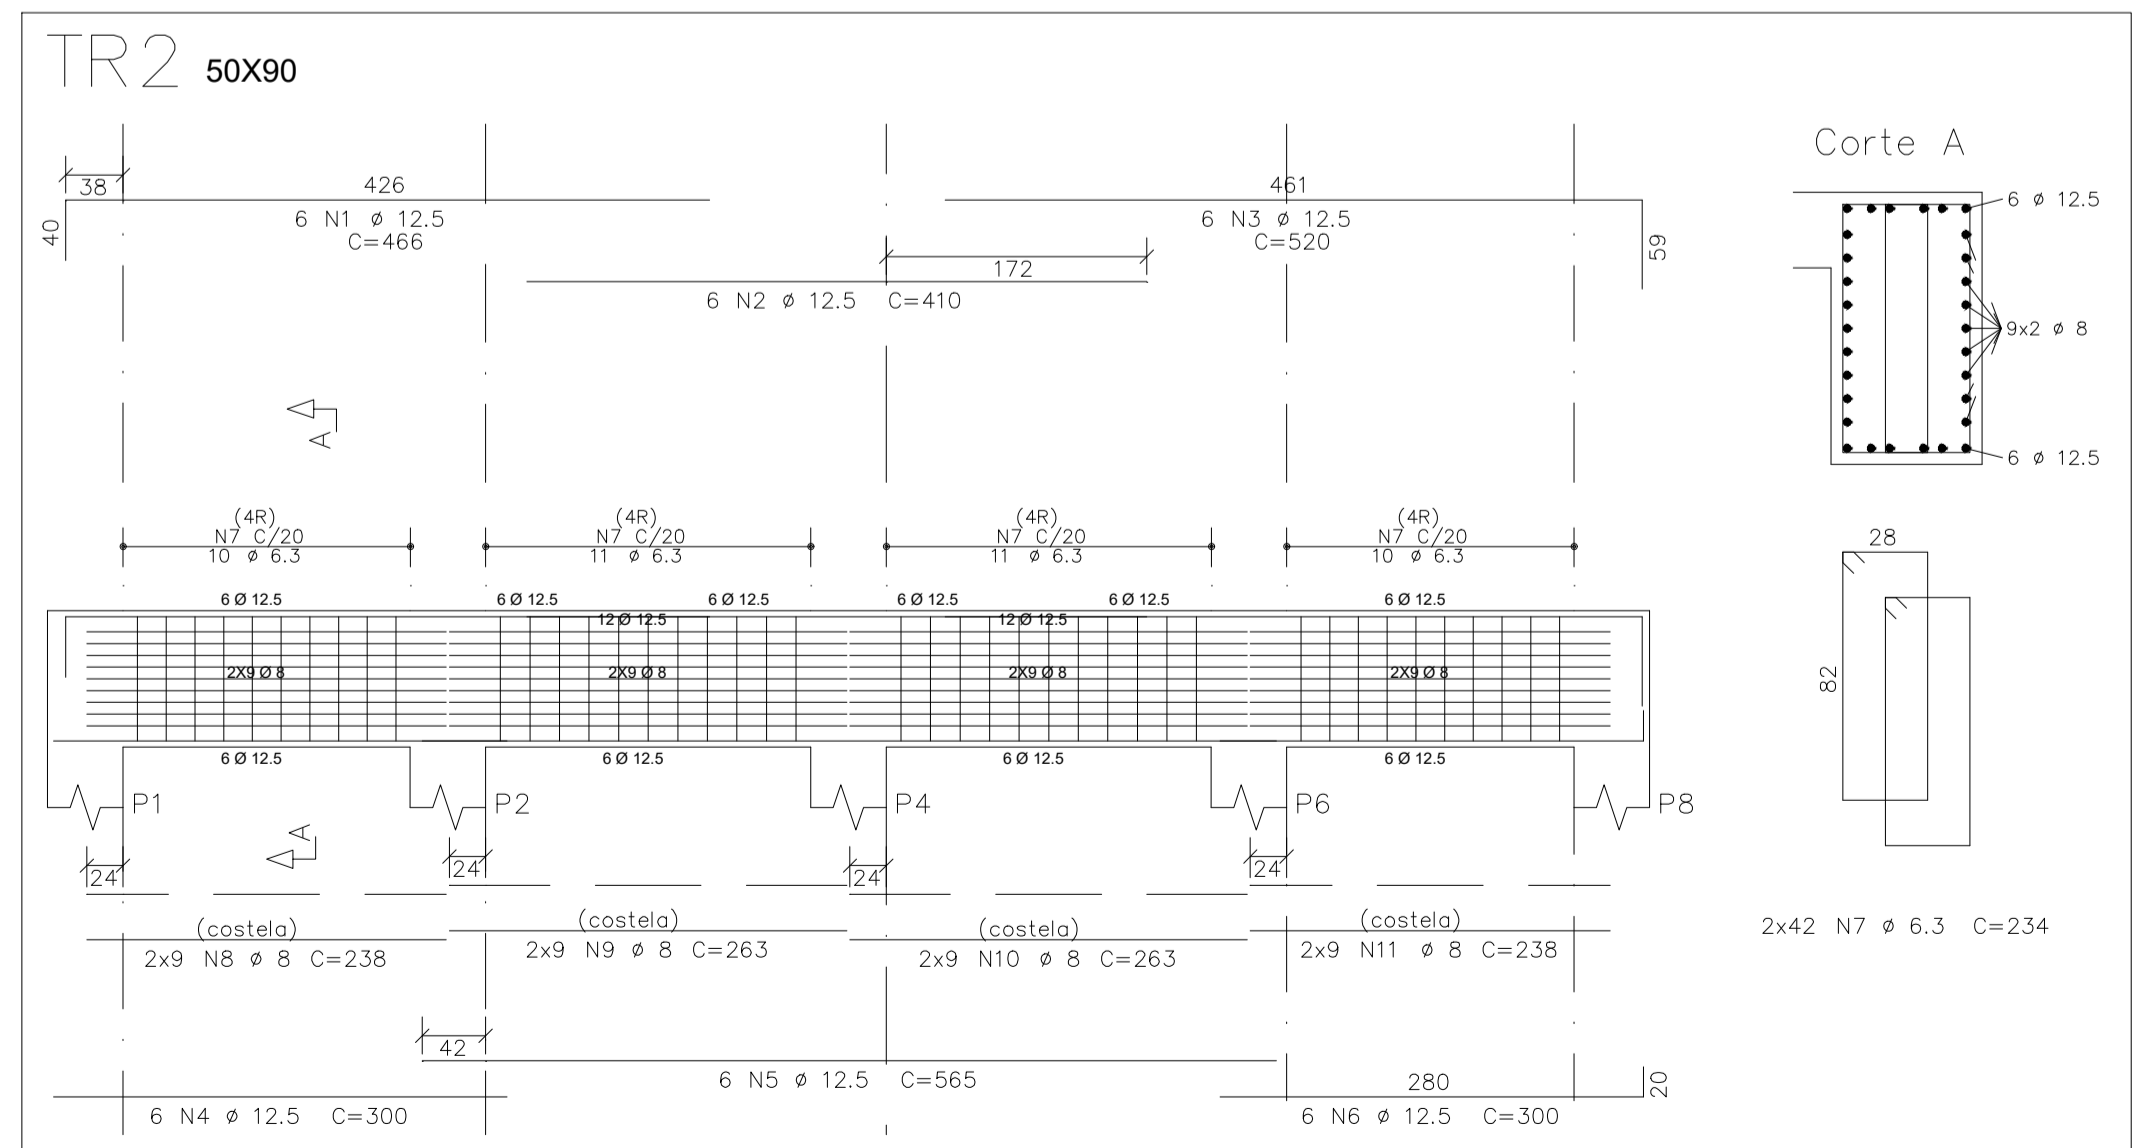 TR2 50X90
Corte A
38
426
461
6 Ø 12.5
40
6 N1 ø 12.5
C=466
6 N3 ø 12.5
C=520
59
172
6 N2 ø 12.5 C=410
9x2 ø 8
A
6 ø 12.5
(4R)
N7 C/20
10 ø 6.3
(4R)
N7 C/20
11 ø 6.3
(4R)
N7 C/20
11 ø 6.3
(4R)
N7 C/20
10 ø 6.3
28
82
6 Ø 12.5
6 Ø 12.5
6 Ø 12.5
6 Ø 12.5
6 Ø 12.5
6 Ø 12.5
12 Ø 12.5
12 Ø 12.5
2X9 Ø 8
2X9 Ø 8
2X9 Ø 8
2X9 Ø 8
6 Ø 12.5
6 Ø 12.5
6 Ø 12.5
6 Ø 12.5
P1
P2
P4
P6
P8
A
24
24
24
24
(costela)
2x9 N8 ø 8 C=238
(costela)
2x9 N9 ø 8 C=263
(costela)
2x9 N10 ø 8 C=263
(costela)
2x9 N11 ø 8 C=238
2x42 N7 ø 6.3 C=234
42
6 N5 ø 12.5 C=565
280
20
6 N4 ø 12.5 C=300
6 N6 ø 12.5 C=300